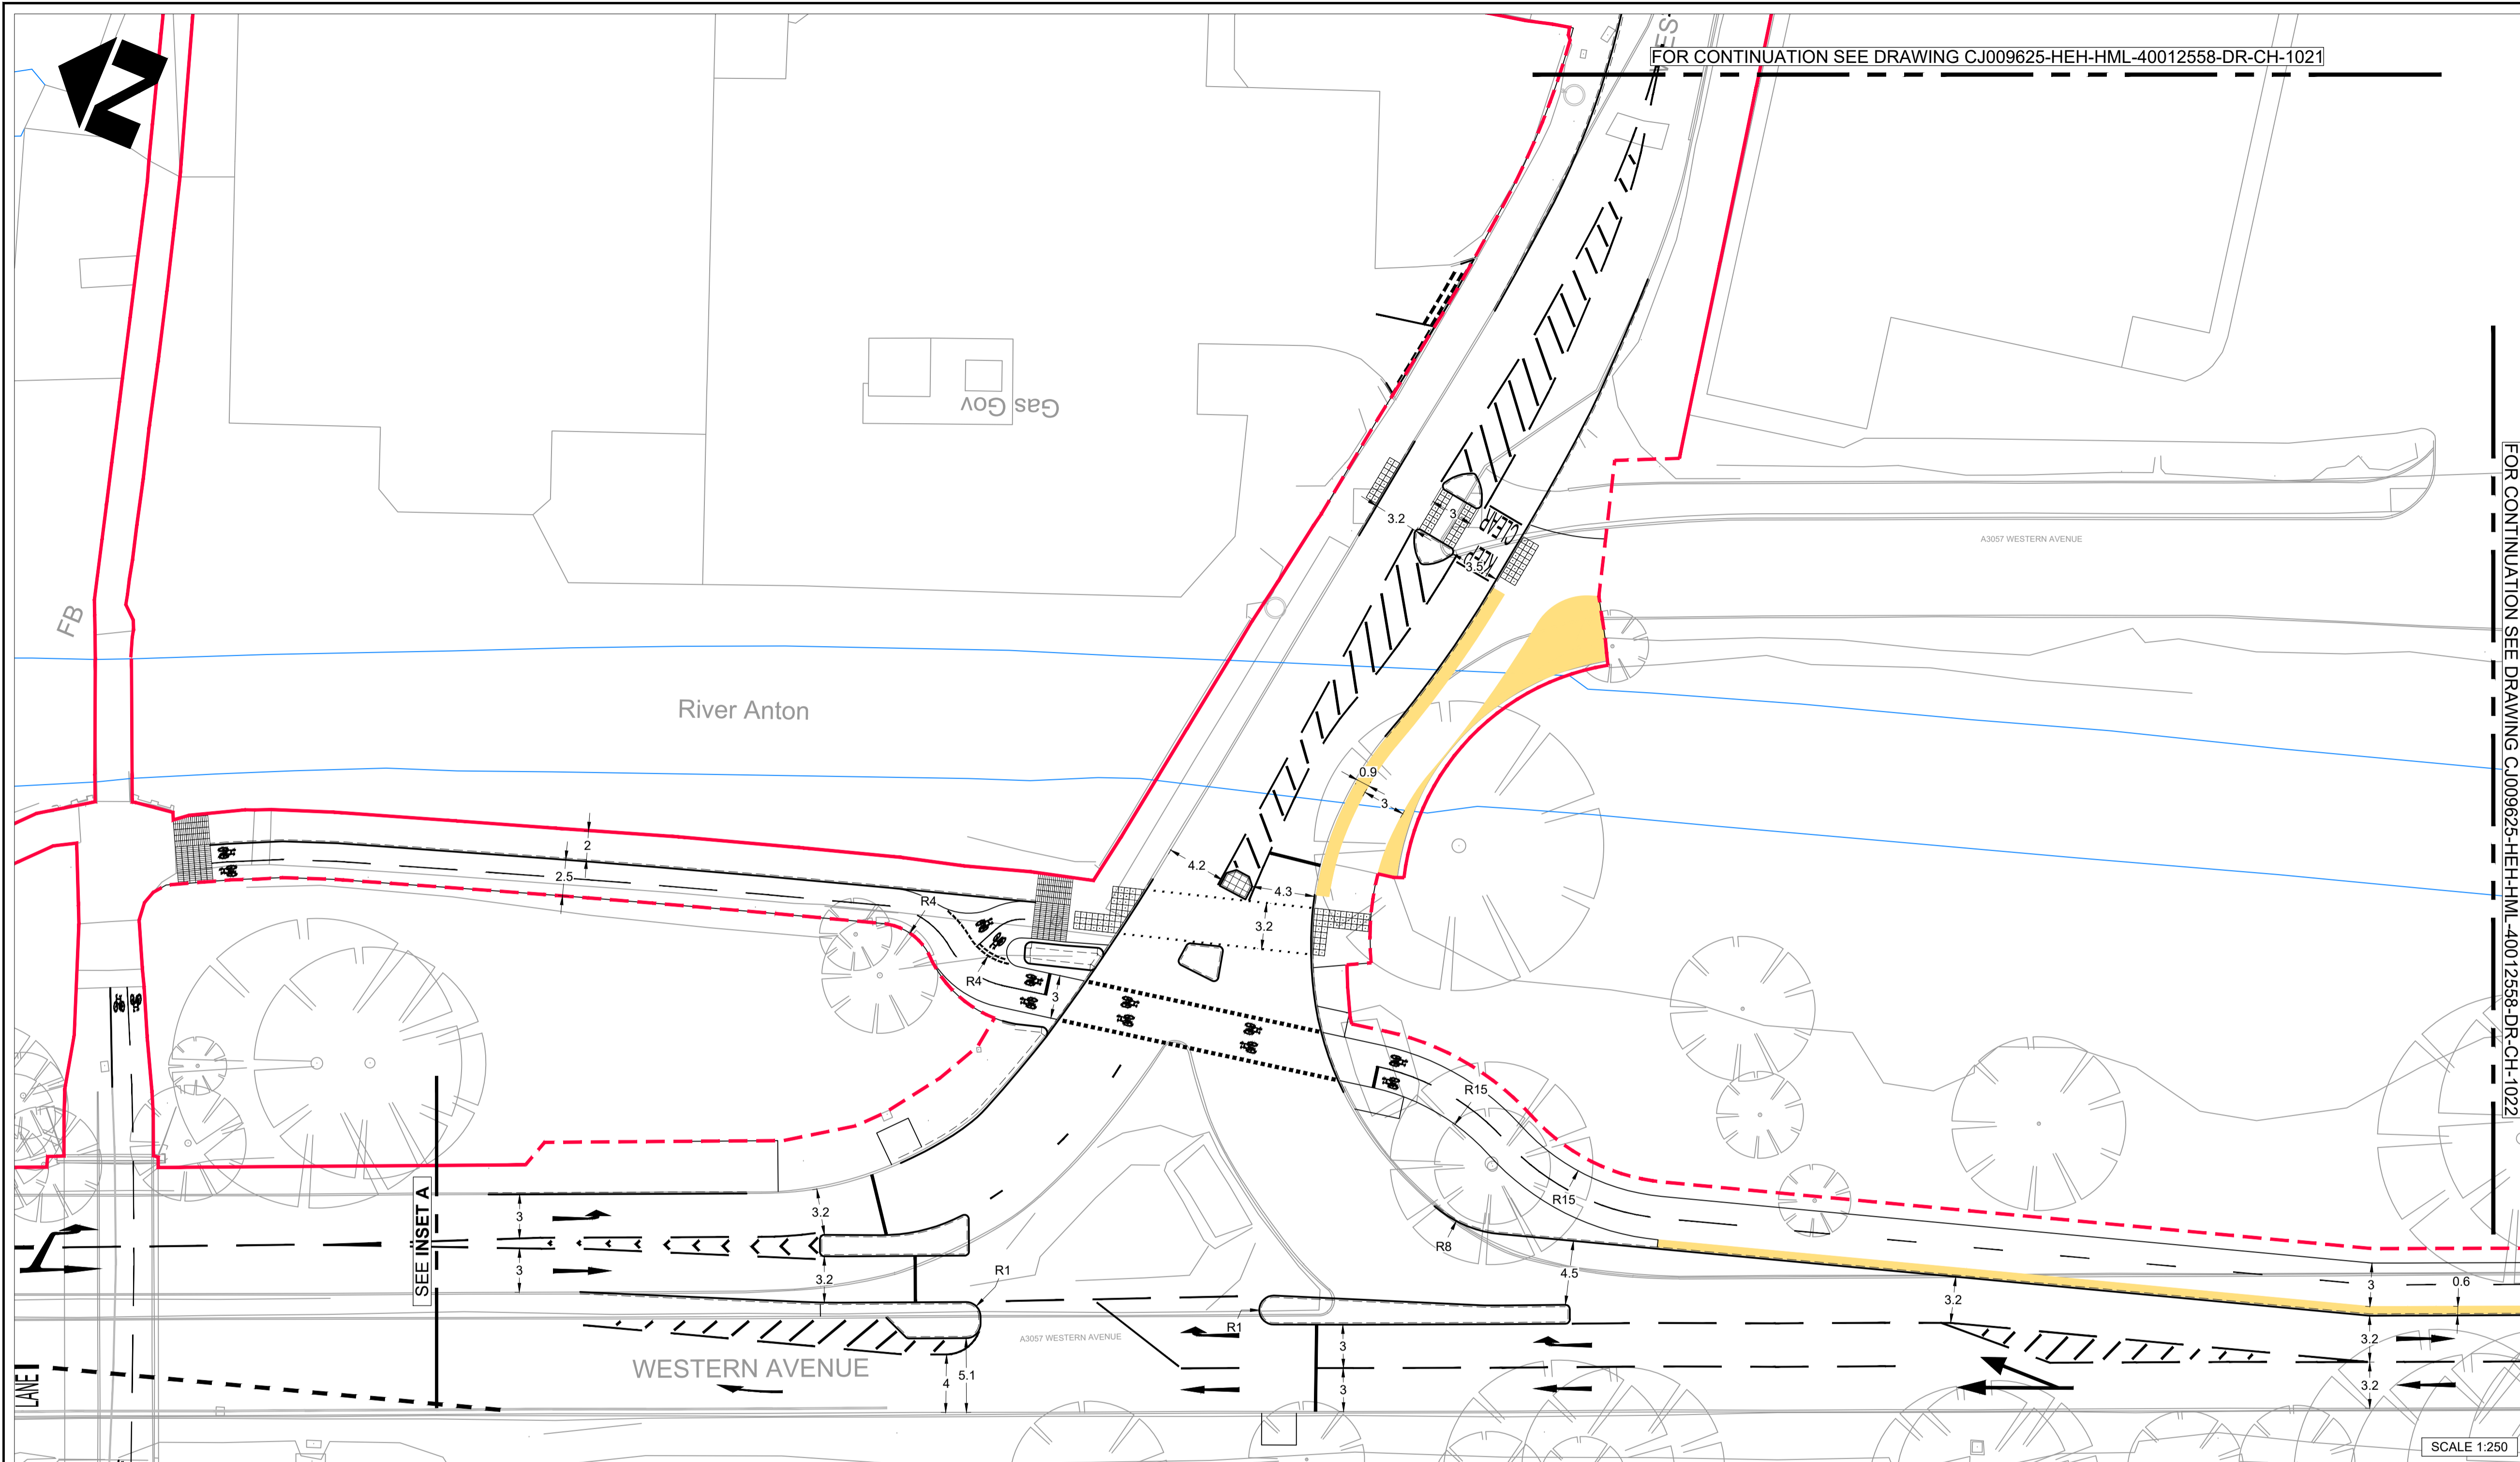 FOR CONTINUATION SEE DRAWING CJ009625-HEH-HML-40012558-DR-CH-1021
WES
N
Gas Gov
3.2
3
CLEAR
KEEP
3.5
A3057 WESTERN AVENUE
FOR CONTINUATION SEE DRAWING CJ009625-HEH-HML-40012558-DR-CH-1022
FB
River Anton
0.9
3
2
2.5
4.2
4.3
R4
3.2
R4
3
R15
R15
SEE INSET A
3
3.2
3
3.2
R1
R8
4.5
R1
3.2
3
0.6
3.2
3.2
A3057 WESTERN AVENUE
WESTERN AVENUE
4
5.1
3
3
LANE
SCALE 1:250